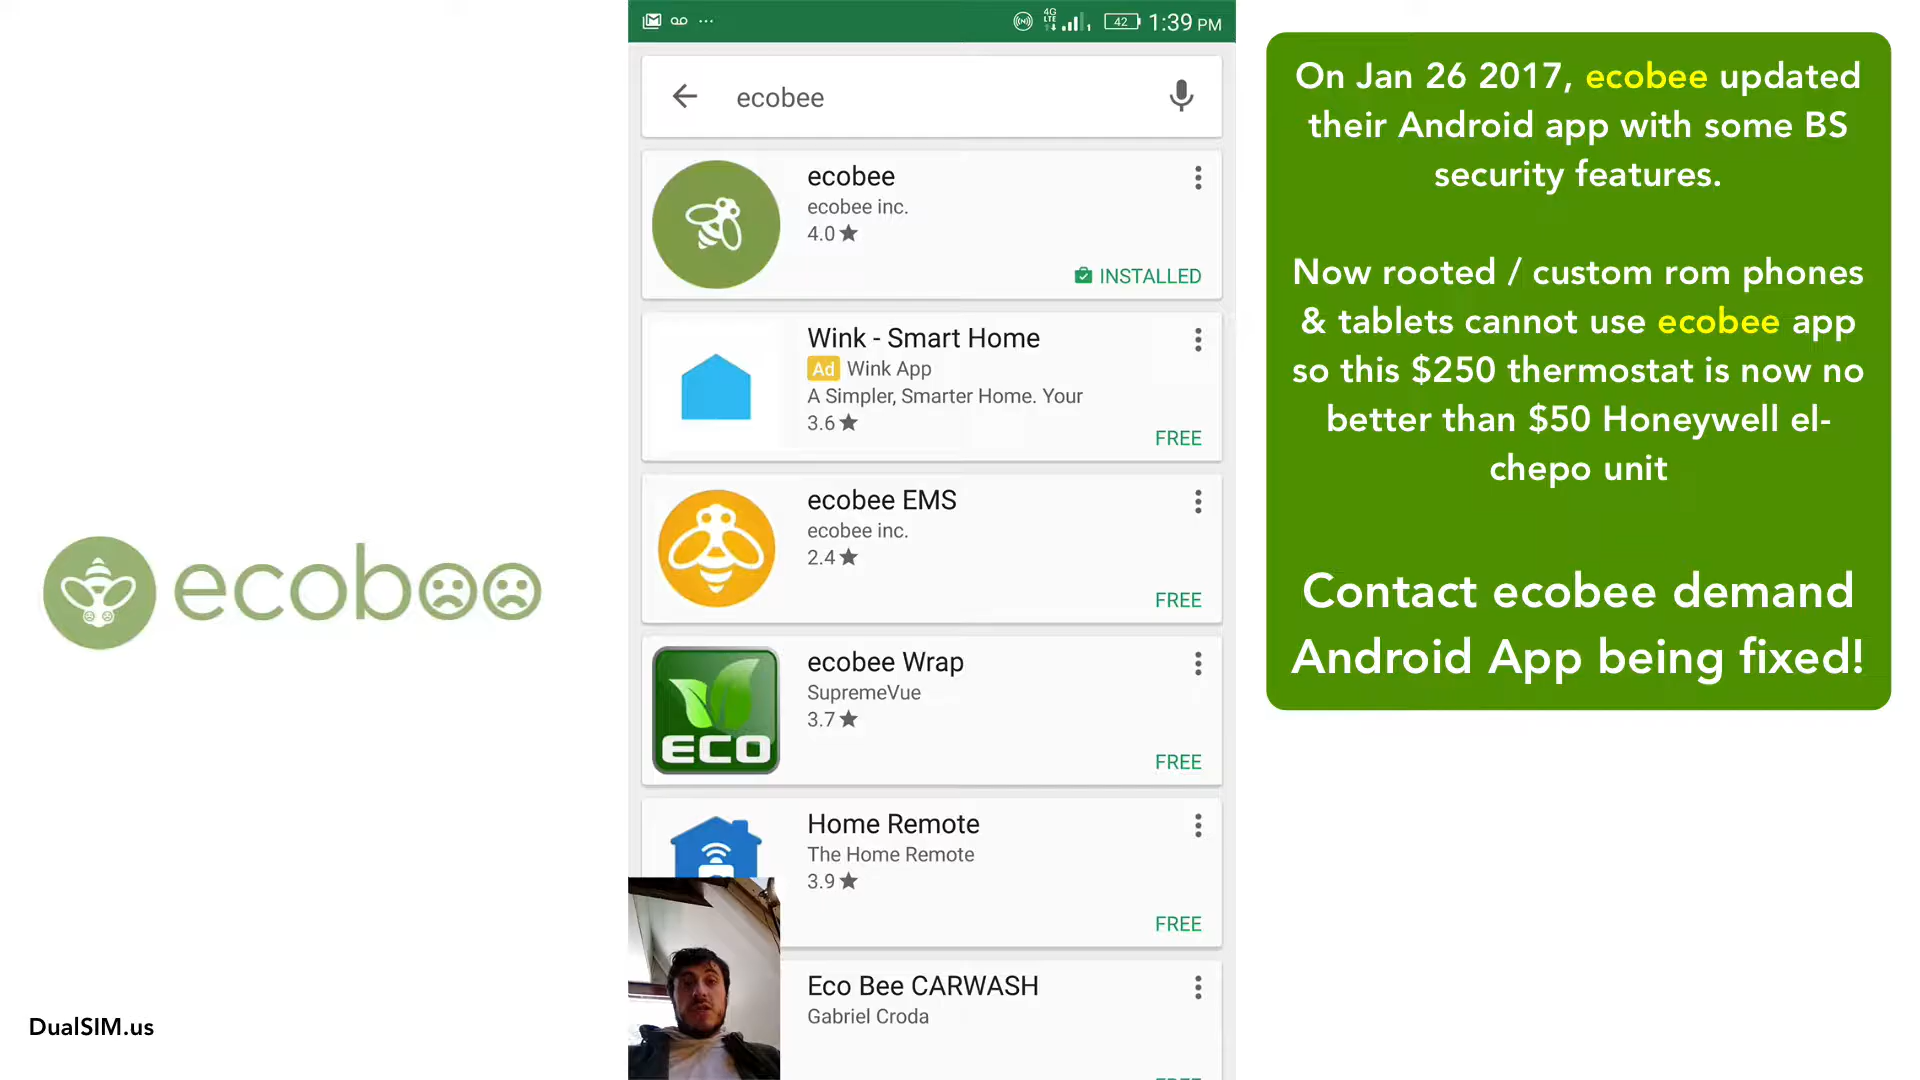 4G
LTE
42
1:39 PM
ecobee
ecobee
ecobee inc.
4.0
INSTALLED
Wink - Smart Home
Ad Wink App
A Simpler, Smarter Home. Your
3.6
FREE
ecobee EMS
ecobee inc.
2.4
FREE
ecobee Wrap
SupremeVue
3.7
FREE
ECO
Home Remote
The Home Remote
3.9
FREE
Eco Bee CARWASH
Gabriel Croda
On Jan 26 2017, ecobee updated
their Android app with some BS
security features.
Now rooted / custom rom phones
& tablets cannot use ecobee app
so this $250 thermostat is now no
better than $50 Honeywell el-
chepo unit
Contact ecobee demand
Android App being fixed!
ecoboo
DualSIM.us